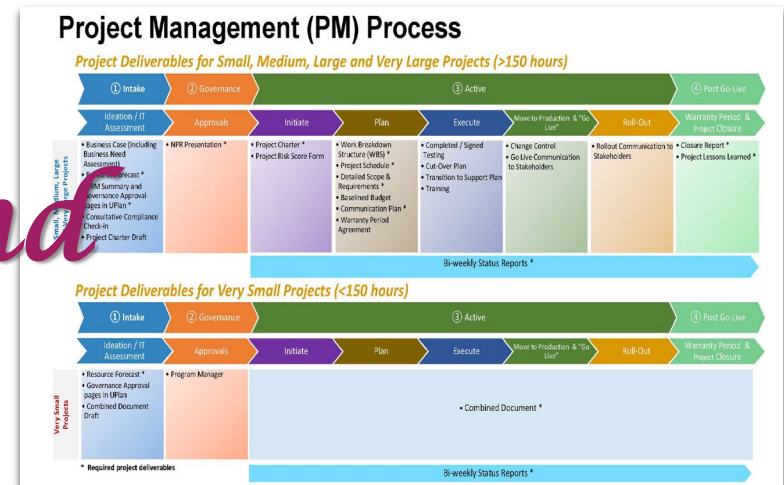 Project Management (PM) Process
Project Deliverables for Small, Medium, Large and Very Large Projects (>150 hours)
① Intake
② Governance
③ Active
④ Post Go-Live
Ideation / IT
Assessment
Approvals
Initiate
Plan
Execute
Move to Production & "Go
Live"
Roll-Out
Warranty Period &
Project Closure
Small, Medium, Large
Projects
• Business Case (Including
Business Need
Assessment)
Forecast *
Summary and
Governance Approval
pages in UPlan *
• Consultative Compliance
Check-in
• Project Charter Draft
• NPR Presentation *
• Project Charter *
• Project Risk Score Form
• Work Breakdown
Structure (WBS) *
• Project Schedule *
• Detailed Scope &
Requirements *
• Baselined Budget
• Communication Plan *
• Warranty Period
Agreement
• Completed / Signed
Testing
• Cut-Over Plan
• Transition to Support Plan
• Training
• Change Control
• Go Live Communication
to Stakeholders
• Rollout Communication to
Stakeholders
• Closure Report *
• Project Lessons Learned *
Bi-weekly Status Reports *
nd
Project Deliverables for Very Small Projects (<150 hours)
① Intake
② Governance
③ Active
④ Post Go-Live
Ideation / IT
Assessment
Approvals
Initiate
Plan
Execute
Move to Production & "Go
Live"
Roll-Out
Warranty Period &
Project Closure
Very Small
Projects
• Resource Forecast *
• Governance Approval
pages in UPlan
• Combined Document
Draft
• Program Manager
• Combined Document *
* Required project deliverables
Bi-weekly Status Reports *